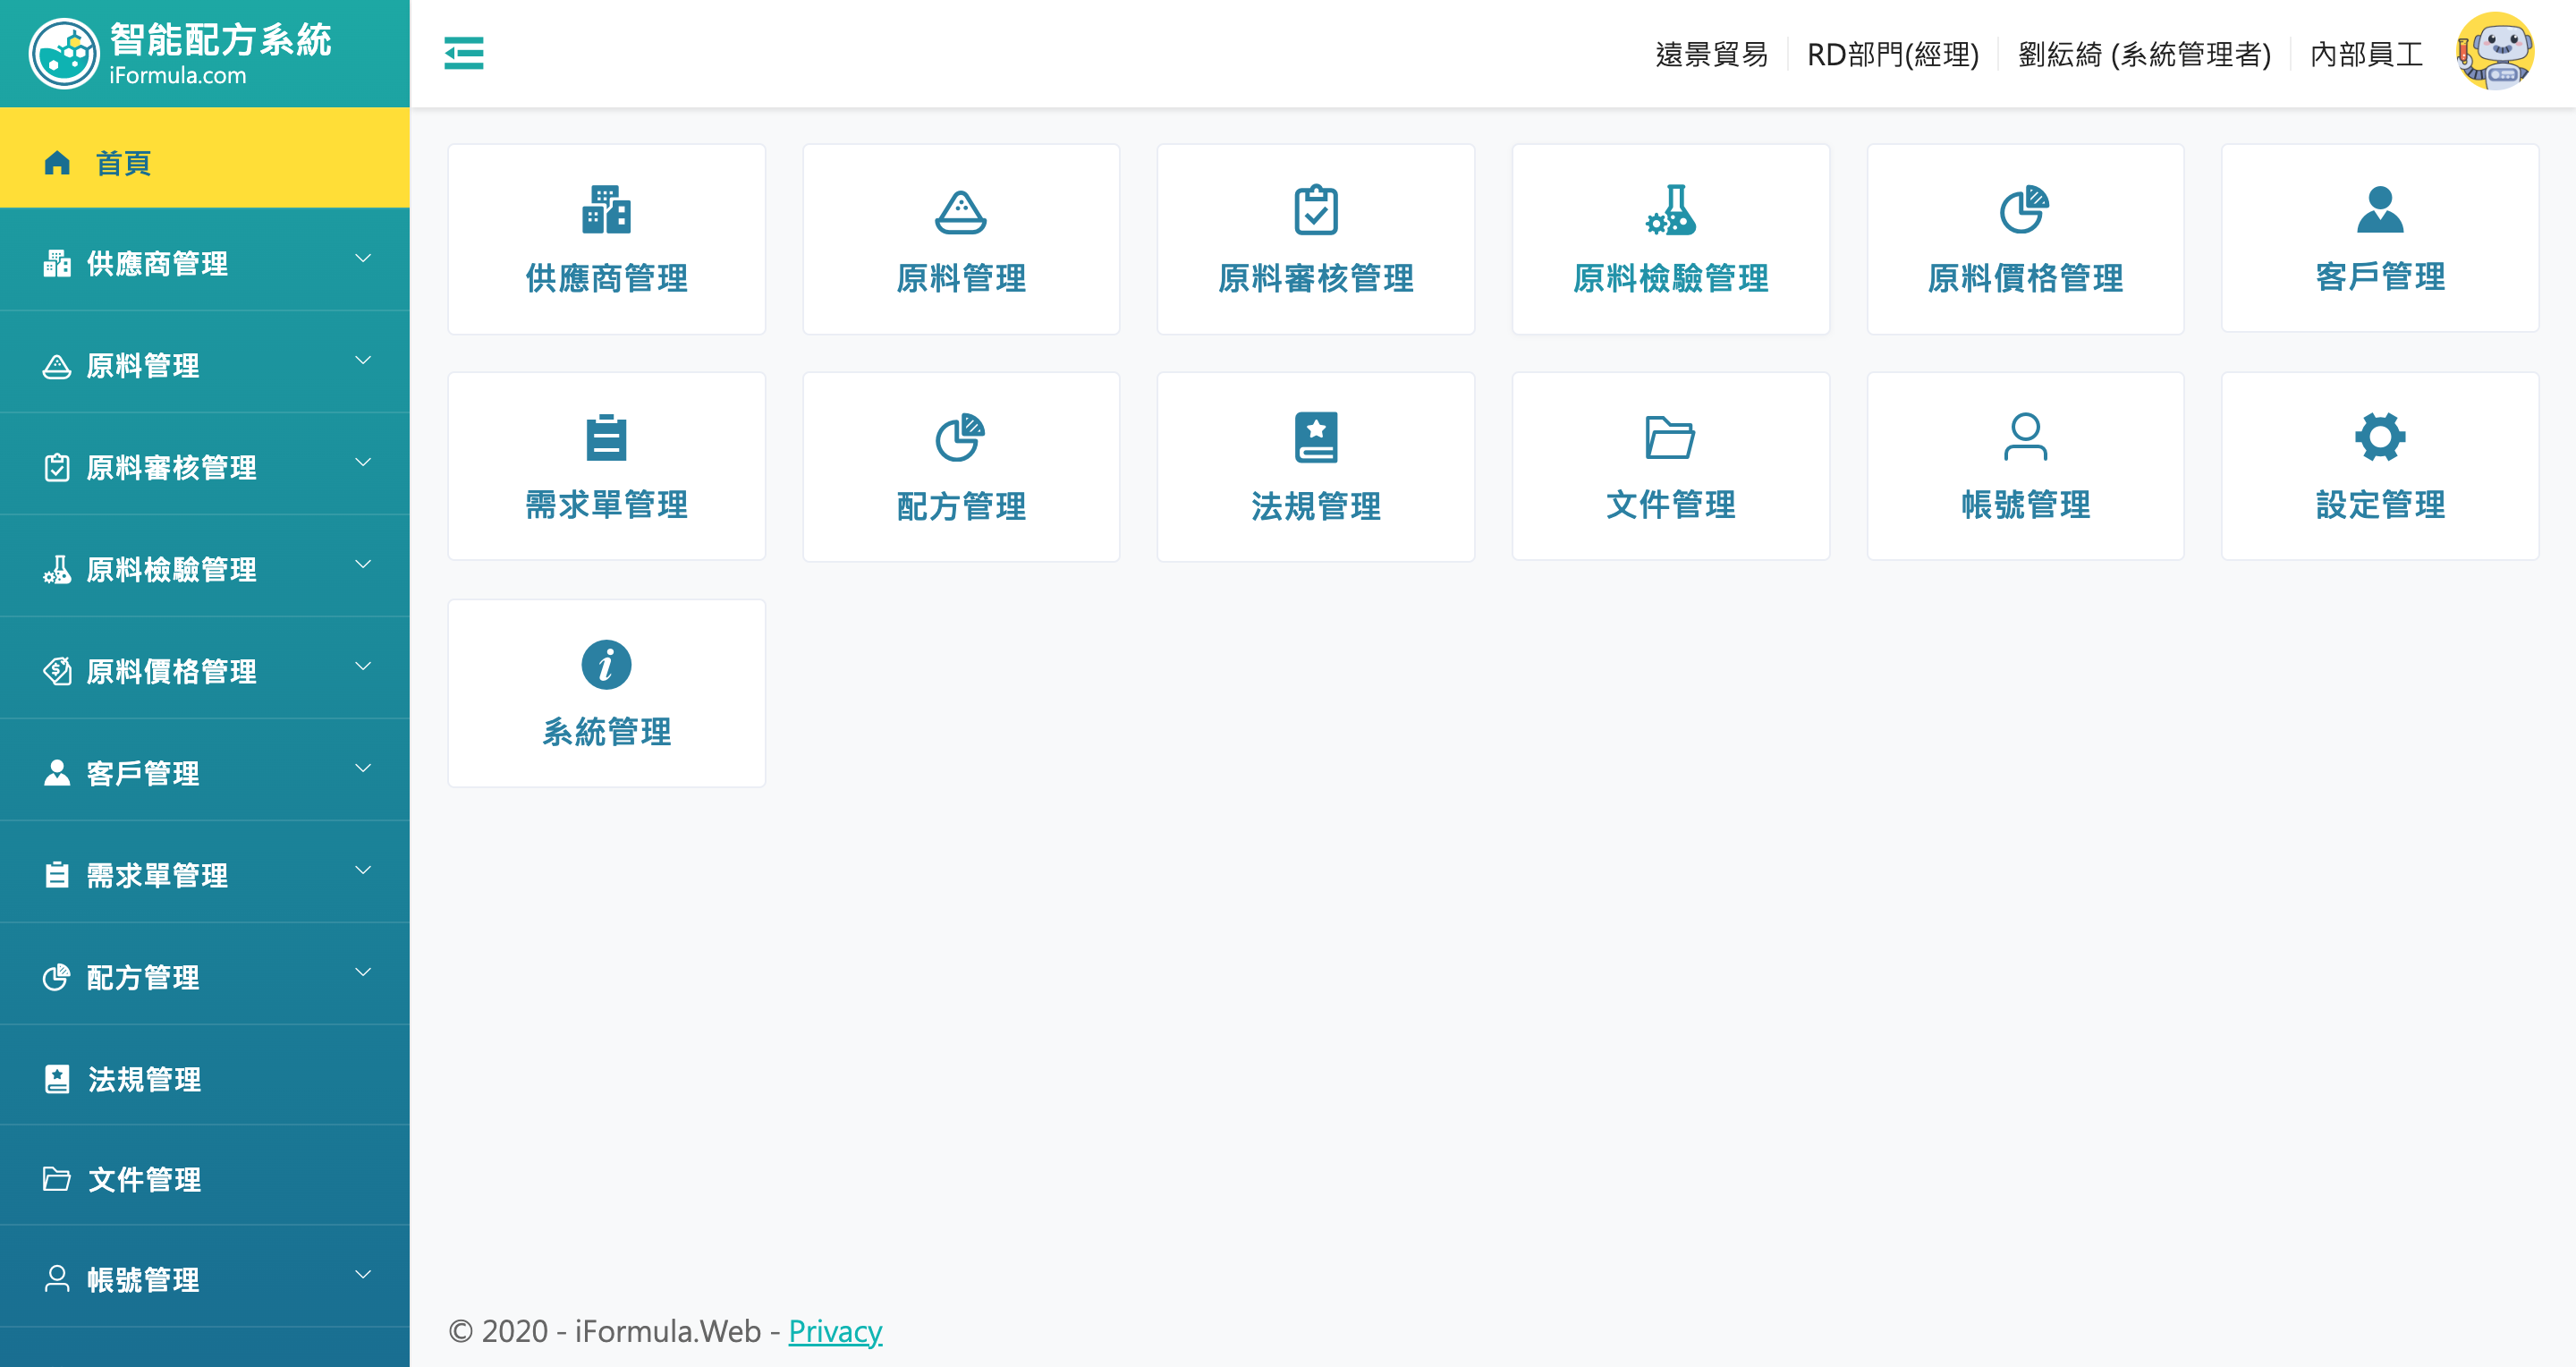 智能配方系統
iFormula.com
遠景貿易
RD部門(經理)
劉紜綺 (系統管理者)
內部員工
首頁
供應商管理
原料管理
原料審核管理
原料檢驗管理
原料價格管理
客戶管理
需求單管理
配方管理
法規管理
文件管理
帳號管理
供應商管理
原料管理
原料審核管理
原料檢驗管理
原料價格管理
客戶管理
需求單管理
配方管理
法規管理
文件管理
帳號管理
設定管理
系統管理
© 2020 - iFormula.Web - Privacy